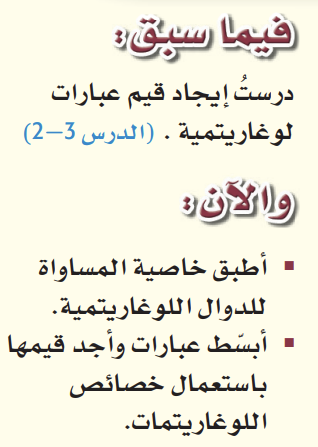 فيما سبق:
درستُ إيجاد قيم عبارات
لوغاريتمية . (الدرس 3–2)
والآن:
▪ أطبق خاصية المساواة
للدوال اللوغاريتمية.
▪ أبسّط عبارات وأجد قيمها
باستعمال خصائص
اللوغاريتمات.